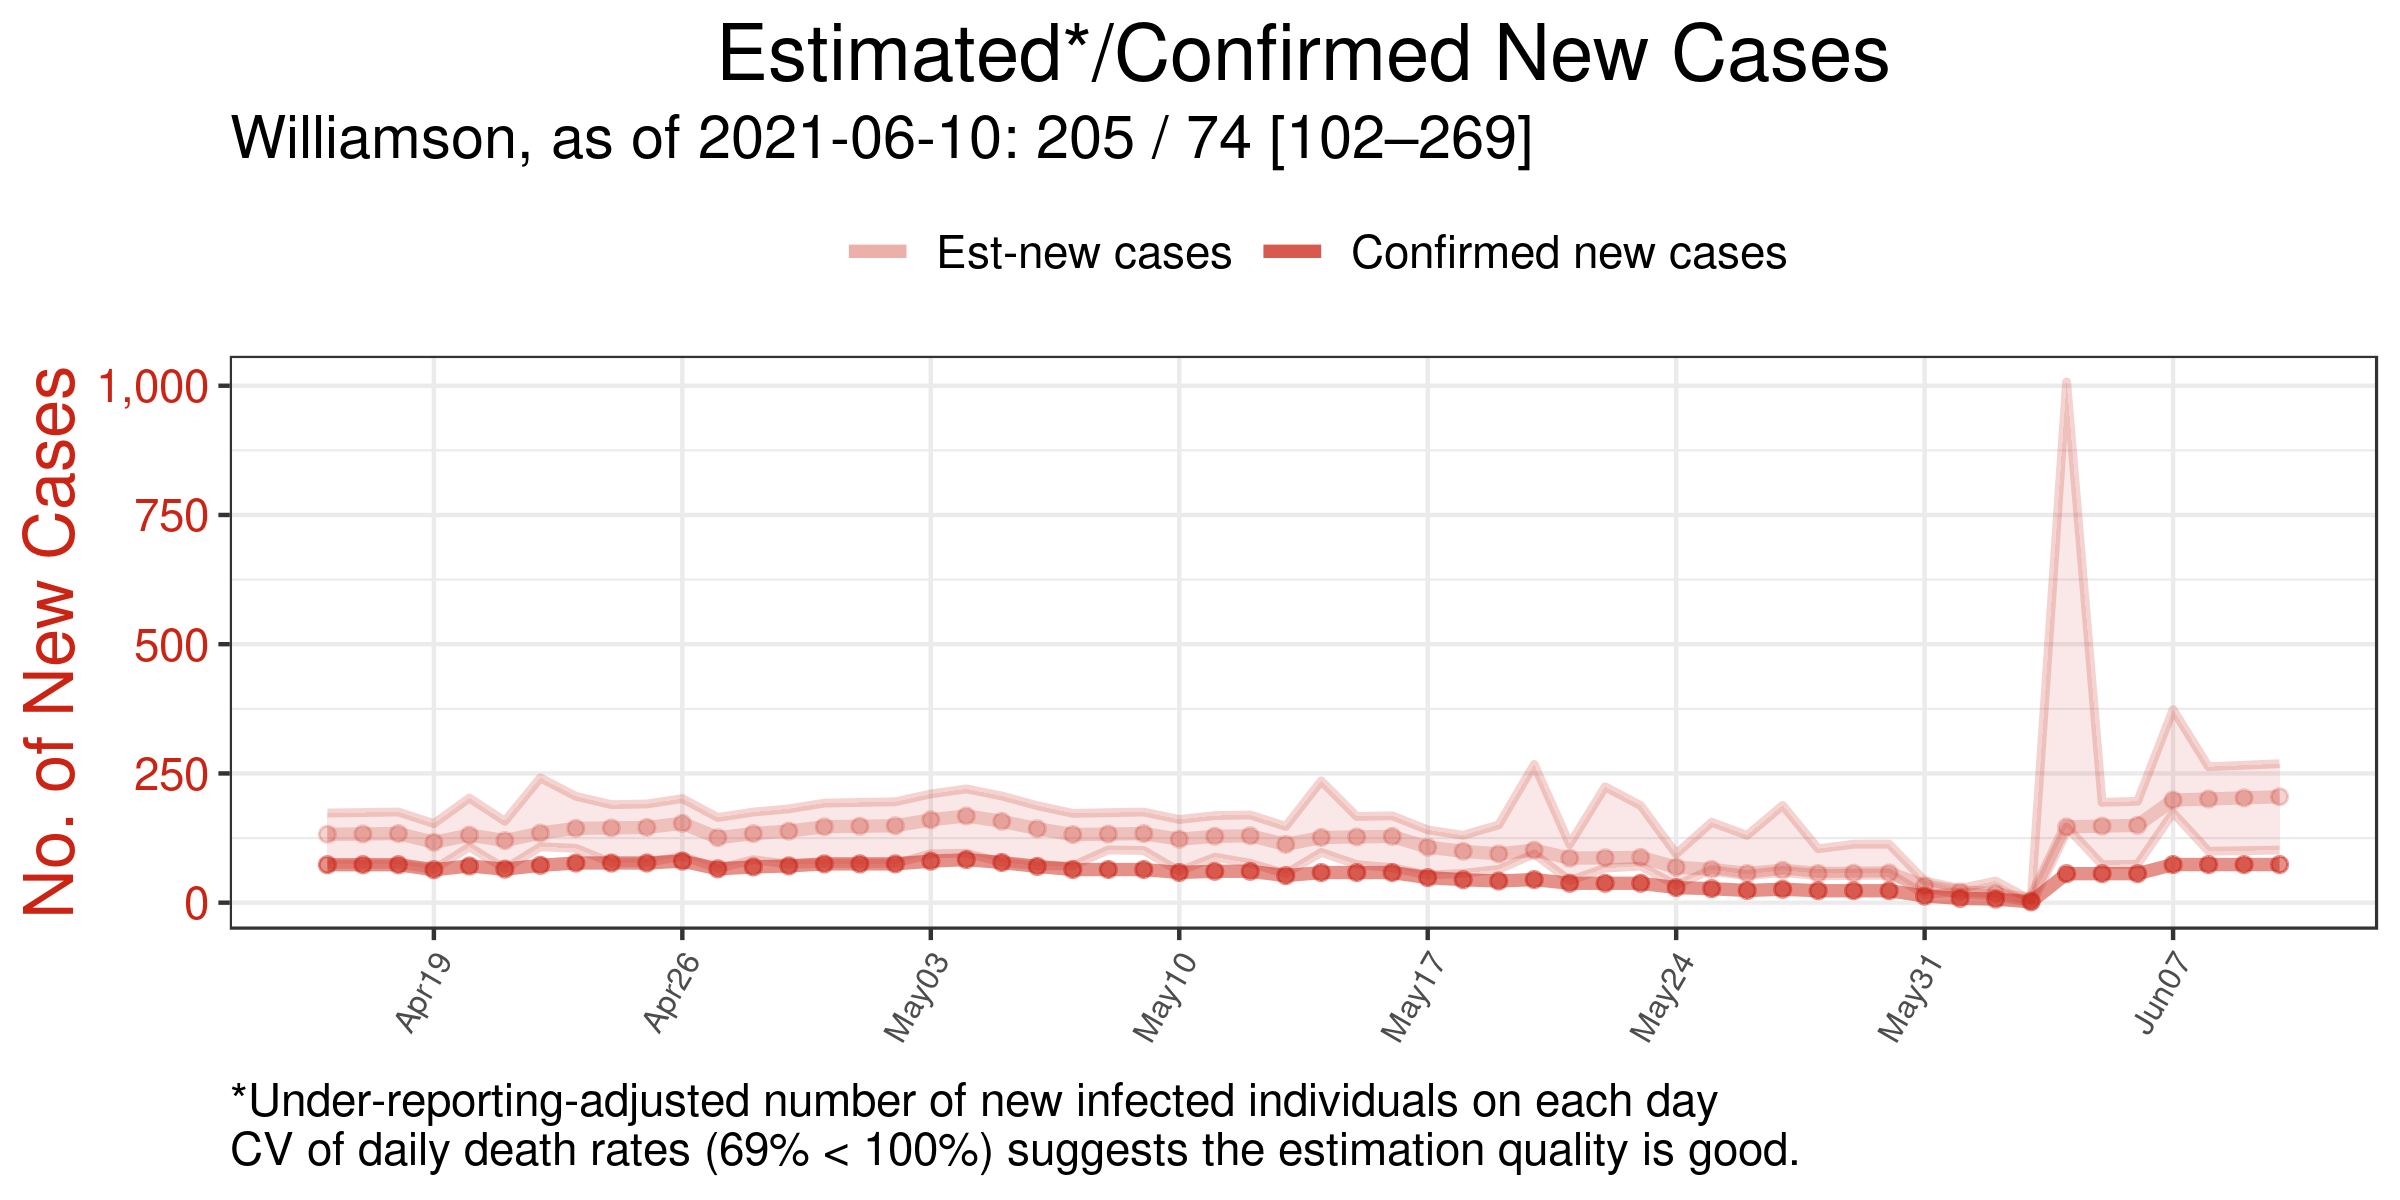 Estimated*/Confirmed New Cases
Williamson, as of 2021-06-10: 205 / 74 [102–269]
Est-new cases
Confirmed new cases
No. of New Cases
1,000
750
500
250
0
Apr19
Apr26
May03
May10
May17
May24
May31
Jun07
*Under-reporting-adjusted number of new infected individuals on each day
CV of daily death rates (69% < 100%) suggests the estimation quality is good.